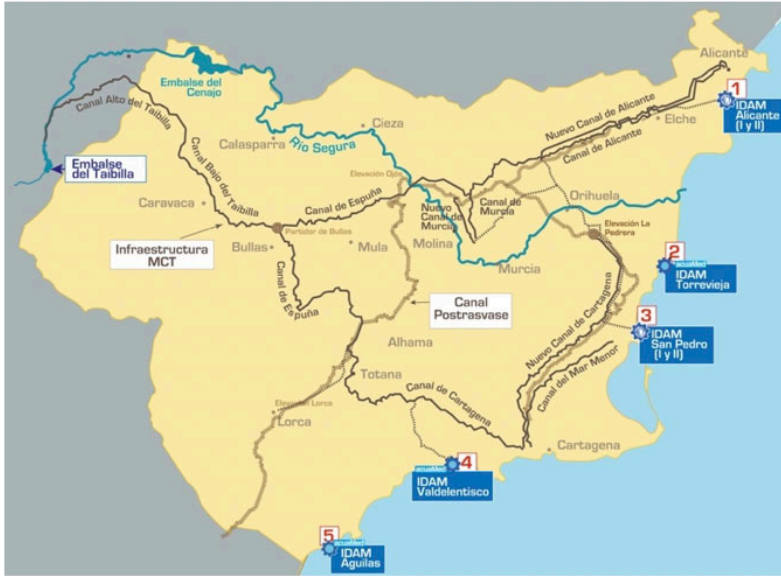 Alicante
1
IDAM
Alicante
(I y II)
Nuevo Canal de Alicante
Elche
Canal de Alicante
Embalse del
Cenajo
Canal Alto del Taibilla
Cieza
Calasparra
Río Segura
Embalse
del Taibilla
Canal Bajo del Taibilla
Elevación Ojós
Caravaca
Canal de Espuña
Nuevo
Canal de
Murcia
Canal de
Murcia
Orihuela
Infraestructura
MCT
Partidor de Bullas
Bullas
Mula
Molina
Murcia
Elevación La
Pedrera
2
acuaMed
IDAM
Torrevieja
Canal de
Espuña
Canal
Postrasvase
3
IDAM
San Pedro
(I y II)
Nuevo Canal de Cartagena
Canal del Mar Menor
Alhama
Totana
Canal de Cartagena
Elevación Lorca
Lorca
Cartagena
4
acuaMed
IDAM
Valdelentisco
5
acuaMed
IDAM
Águilas